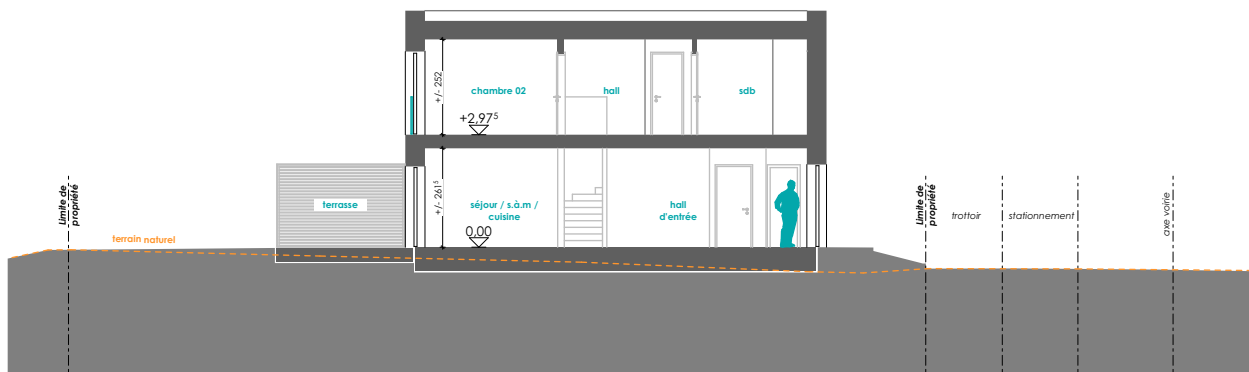 +/- 252
chambre 02
hall
sdb
+2,97⁵
Limite de
propriété
terrasse
+/- 261⁵
séjour / s.à.m /
cuisine
hall
d'entrée
Limite de
propriété
trottoir
stationnement
axe voirie
0,00
terrain naturel